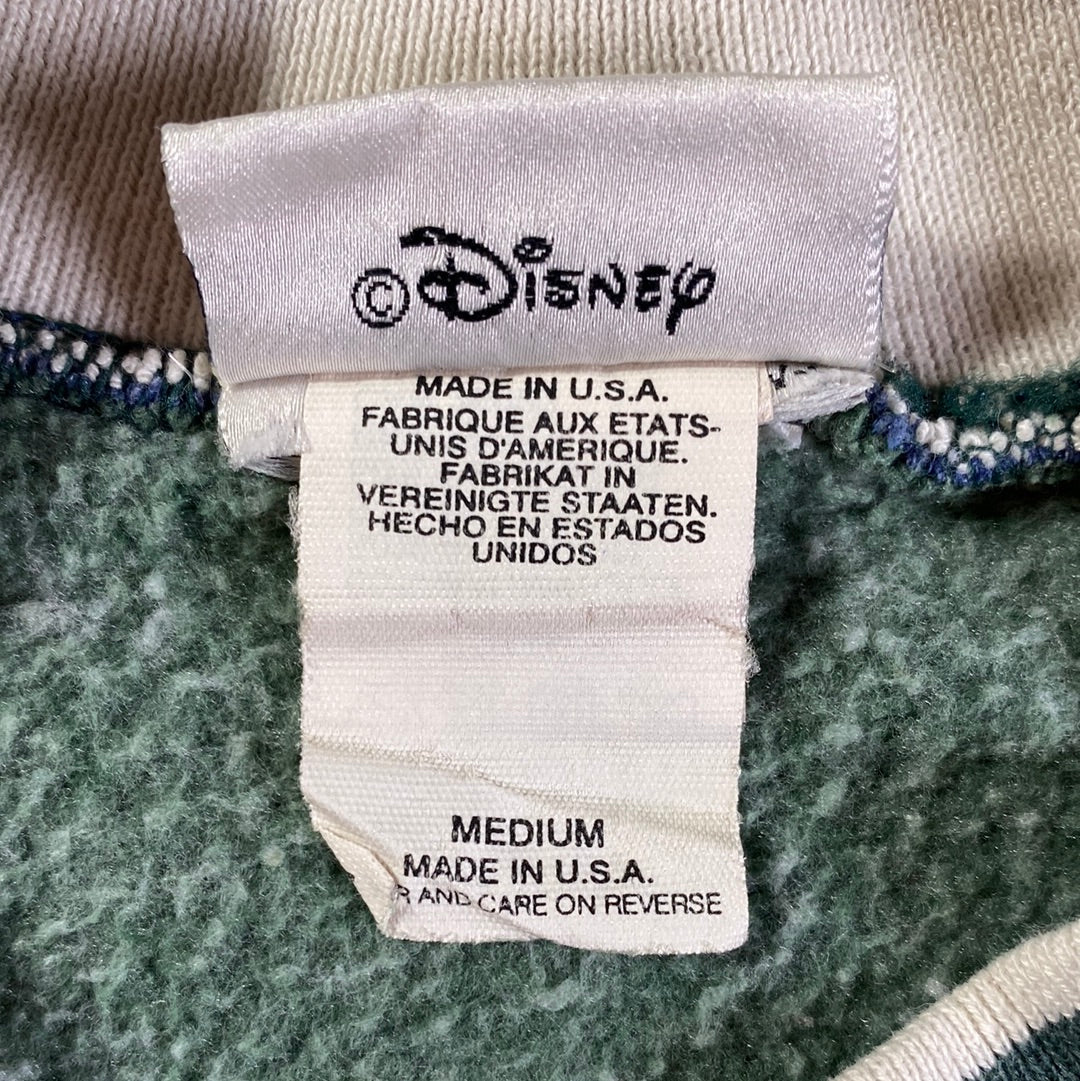 ©Disney
MADE IN U.S.A.
FABRIQUE AUX ETATS-
UNIS D'AMERIQUE.
FABRIKAT IN
VEREINIGTE STAATEN.
HECHO EN ESTADOS
UNIDOS
MEDIUM
MADE IN U.S.A.
AND CARE ON REVERSE